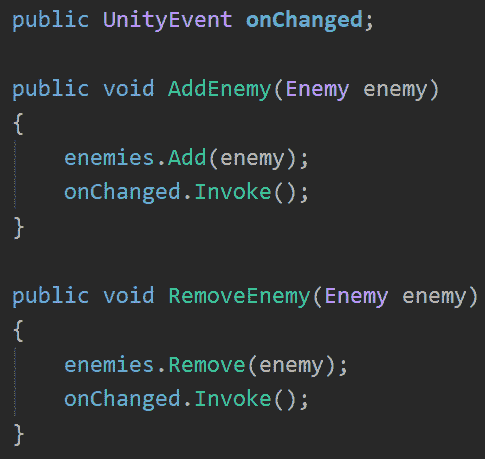 public UnityEvent onChanged;
public void AddEnemy(Enemy enemy)
{
enemies.Add(enemy);
onChanged.Invoke();
}
public void RemoveEnemy(Enemy enemy)
{
enemies.Remove(enemy);
onChanged.Invoke();
}